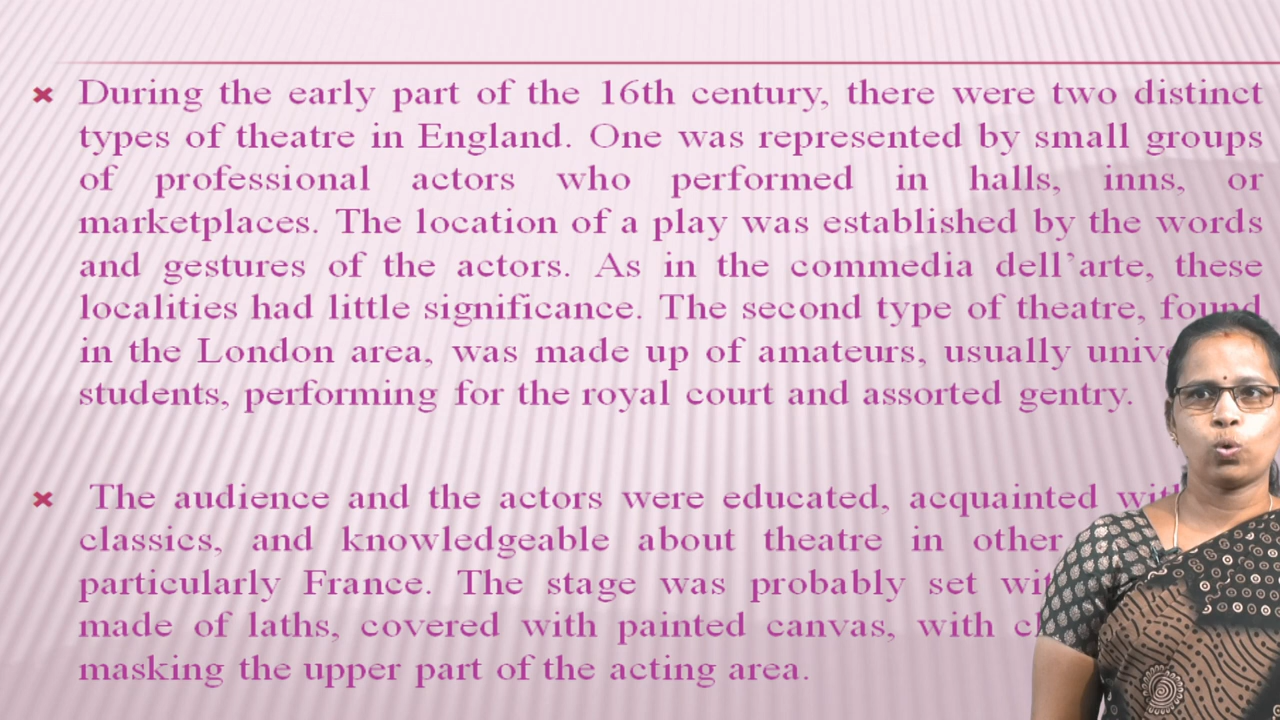 During the early part of the 16th century, there were two distinct
types of theatre in England. One was represented by small groups
of professional actors who performed in halls, inns, or
marketplaces. The location of a play was established by the words
and gestures of the actors. As in the commedia dell’arte, these
localities had little significance. The second type of theatre, found
in the London area, was made up of amateurs, usually
students, performing for the royal court and assorted gentry.
The audience and the actors were educated, acquainted
classics, and knowledgeable about theatre in other
particularly France. The stage was probably set
made of laths, covered with painted canvas, with
masking the upper part of the acting area.